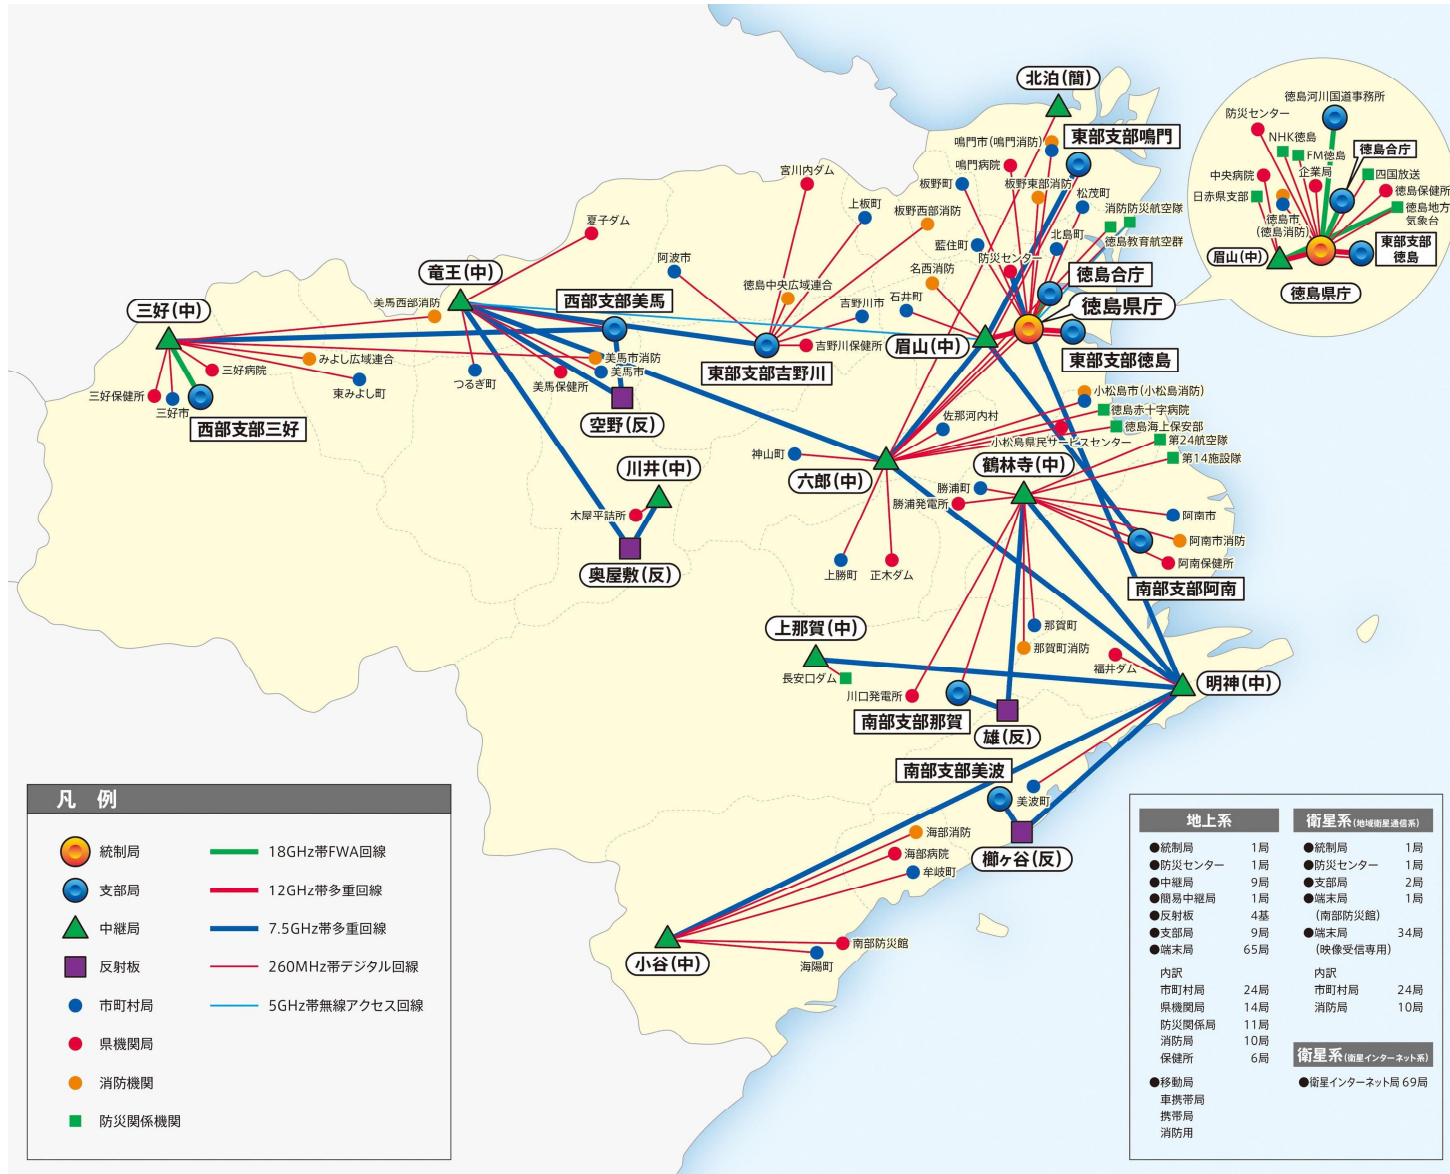 北泊(簡)
東部支部鳴門
鳴門市(鳴門消防)
鳴門病院
板野町
板野東部消防
松茂町
消防防災航空隊
徳島教育航空群
北島町
藍住町
防災センター
徳島合庁
徳島県庁
東部支部徳島
宮川内ダム
上板町
板野西部消防
名西消防
石井町
眉山(中)
夏子ダム
阿波市
徳島中央広域連合
吉野川市
吉野川保健所
東部支部吉野川
竜王(中)
西部支部美馬
美馬西部消防
三好(中)
みよし広域連合
三好病院
東みよし町
三好保健所
三好市
西部支部三好
つるぎ町
美馬保健所
美馬市消防
美馬市
空野(反)
川井(中)
木屋平詰所
奥屋敷(反)
神山町
佐那河内村
六郎(中)
上勝町
正木ダム
小松島市(小松島消防)
徳島赤十字病院
徳島海上保安部
小松島県民サービスセンター
第24航空隊
第14施設隊
鶴林寺(中)
勝浦町
勝浦発電所
阿南市
阿南市消防
阿南保健所
南部支部阿南
那賀町
那賀町消防
福井ダム
明神(中)
上那賀(中)
長安口ダム
川口発電所
南部支部那賀
雄(反)
南部支部美波
美波町
櫛ヶ谷(反)
海部消防
海部病院
牟岐町
小谷(中)
南部防災館
海陽町
徳島河川国道事務所
防災センター
NHK徳島
FM徳島
徳島合庁
中央病院
企業局
四国放送
日赤県支部
徳島保健所
徳島市
(徳島消防)
徳島地方
気象台
眉山(中)
東部支部
徳島
徳島県庁
凡 例
統制局
18GHz帯FWA回線
支部局
12GHz帯多重回線
中継局
7.5GHz帯多重回線
反射板
260MHz帯デジタル回線
市町村局
5GHz帯無線アクセス回線
県機関局
消防機関
防災関係機関
地上系
●統制局 1局
●防災センター 1局
●中継局 9局
●簡易中継局 1局
●反射板 4基
●支部局 9局
●端末局 65局
内訳
市町村局 24局
県機関局 14局
防災関係局 11局
消防局 10局
保健所 6局
●移動局
車携帯局
携帯局
消防用
衛星系(地域衛星通信系)
●統制局 1局
●防災センター 1局
●支部局 2局
●端末局 1局
(南部防災館)
●端末局 34局
(映像受信専用)
内訳
市町村局 24局
消防局 10局
衛星系(衛星インターネット系)
●衛星インターネット局 69局